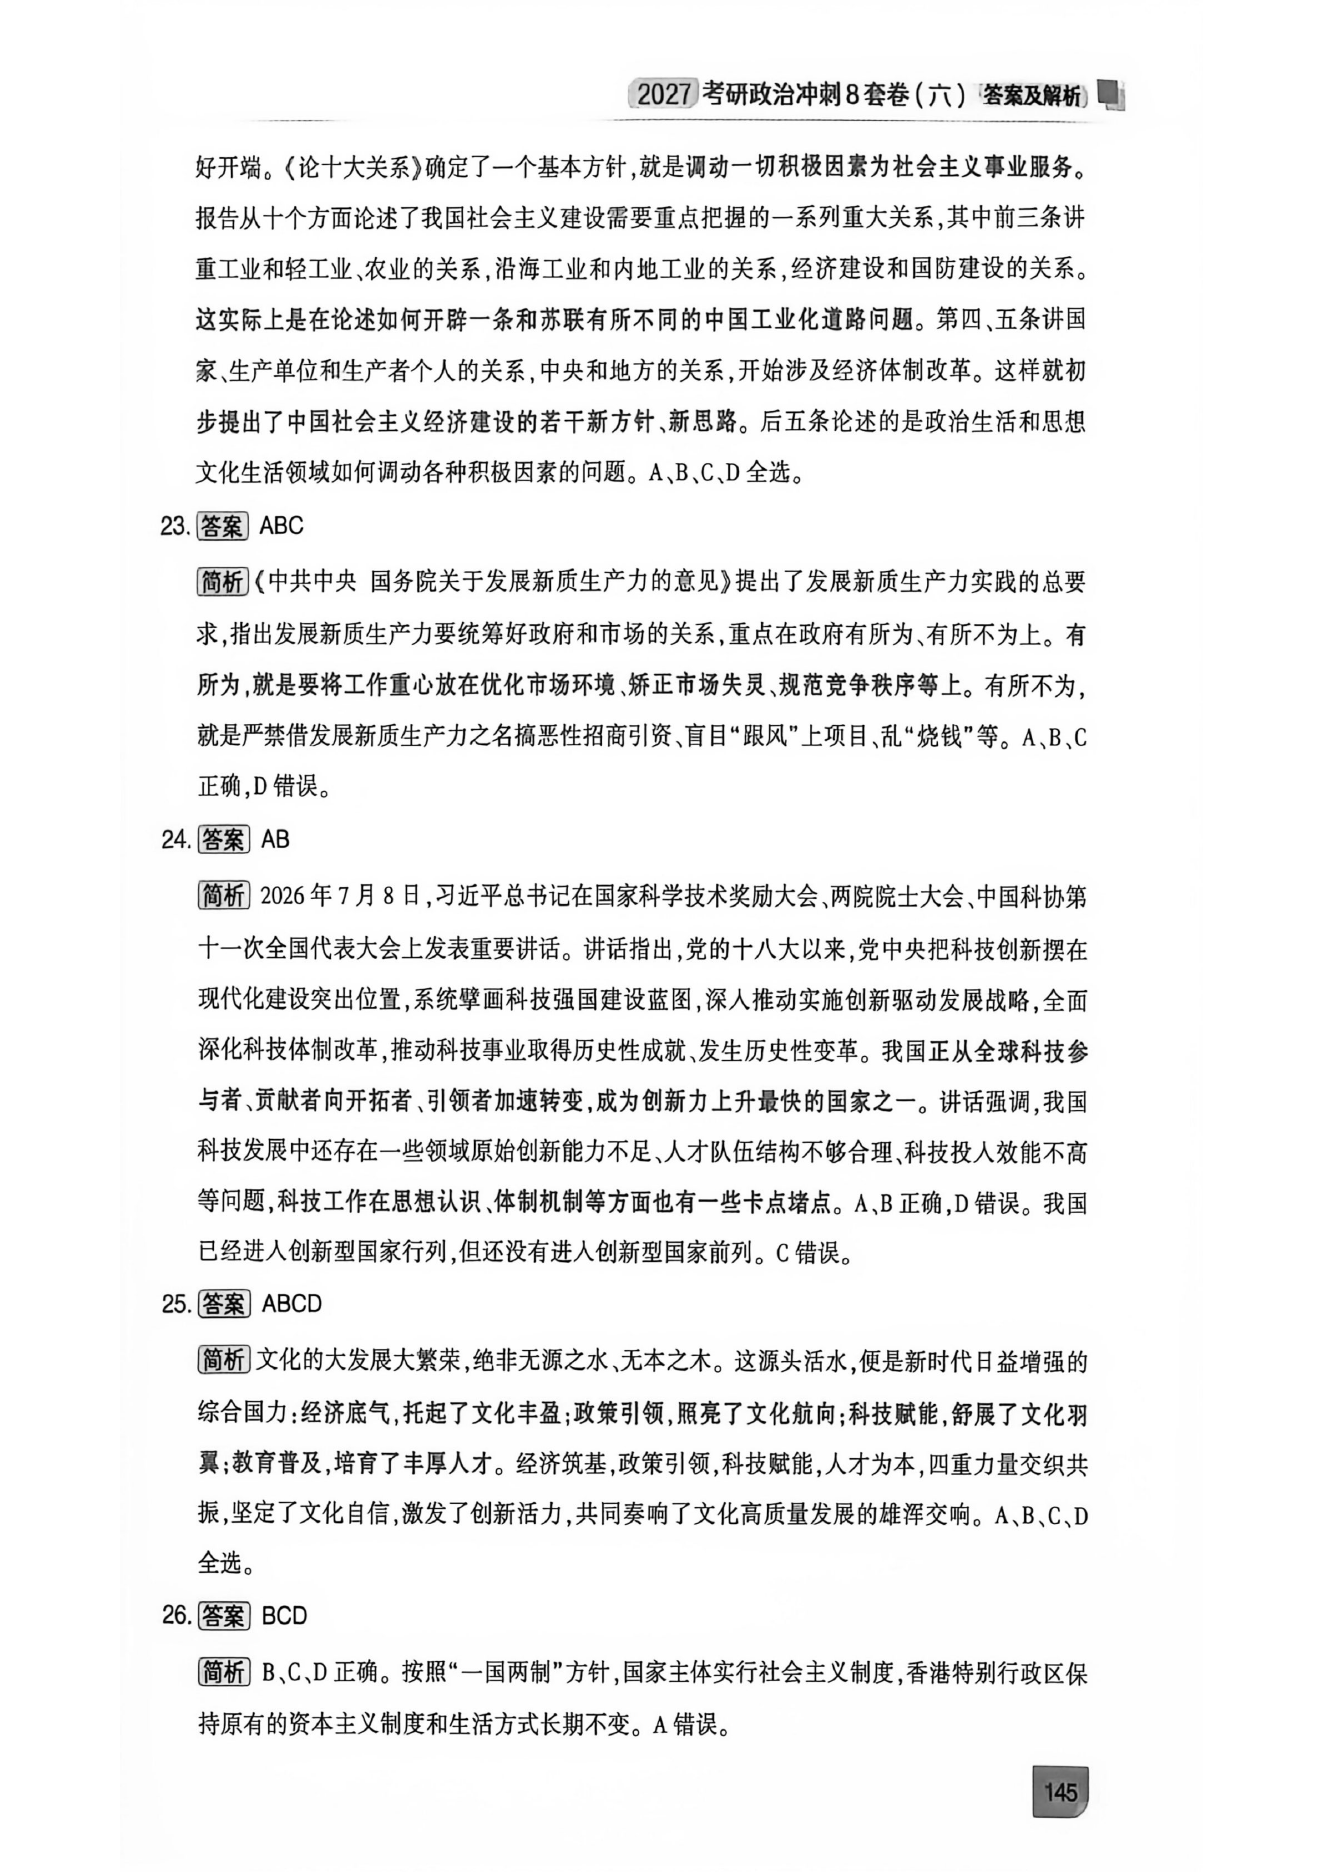 2027 考研政治冲刺8套卷(六) 答案及解析
好开端。《论十大关系》确定了一个基本方针,就是调动一切积极因素为社会主义事业服务。
报告从十个方面论述了我国社会主义建设需要重点把握的一系列重大关系,其中前三条讲
重工业和轻工业、农业的关系,沿海工业和内地工业的关系,经济建设和国防建设的关系。
这实际上是在论述如何开辟一条和苏联有所不同的中国工业化道路问题。第四、五条讲国
家、生产单位和生产者个人的关系,中央和地方的关系,开始涉及经济体制改革。这样就初
步提出了中国社会主义经济建设的若干新方针、新思路。后五条论述的是政治生活和思想
文化生活领域如何调动各种积极因素的问题。A、B、C、D全选。
23. 答案 ABC
简析 《中共中央 国务院关于发展新质生产力的意见》提出了发展新质生产力实践的总要
求,指出发展新质生产力要统筹好政府和市场的关系,重点在政府有所为、有所不为上。有
所为,就是要将工作重心放在优化市场环境、矫正市场失灵、规范竞争秩序等上。有所不为,
就是严禁借发展新质生产力之名搞恶性招商引资、盲目“跟风”上项目、乱“烧钱”等。A、B、C
正确,D错误。
24. 答案 AB
简析 2026年7月8日,习近平总书记在国家科学技术奖励大会、两院院士大会、中国科协第
十一次全国代表大会上发表重要讲话。讲话指出,党的十八大以来,党中央把科技创新摆在
现代化建设突出位置,系统擘画科技强国建设蓝图,深入推动实施创新驱动发展战略,全面
深化科技体制改革,推动科技事业取得历史性成就、发生历史性变革。我国正从全球科技参
与者、贡献者向开拓者、引领者加速转变,成为创新力上升最快的国家之一。讲话强调,我国
科技发展中还存在一些领域原始创新能力不足、人才队伍结构不够合理、科技投入效能不高
等问题,科技工作在思想认识、体制机制等方面也有一些卡点堵点。A、B正确,D错误。我国
已经进入创新型国家行列,但还没有进入创新型国家前列。C错误。
25. 答案 ABCD
简析 文化的大发展大繁荣,绝非无源之水、无本之木。这源头活水,便是新时代日益增强的
综合国力:经济底气,托起了文化丰盈;政策引领,照亮了文化航向;科技赋能,舒展了文化羽
翼;教育普及,培育了丰厚人才。经济筑基,政策引领,科技赋能,人才为本,四重力量交织共
振,坚定了文化自信,激发了创新活力,共同奏响了文化高质量发展的雄浑交响。A、B、C、D
全选。
26. 答案 BCD
简析 B、C、D正确。按照“一国两制”方针,国家主体实行社会主义制度,香港特别行政区保
持原有的资本主义制度和生活方式长期不变。A错误。
145